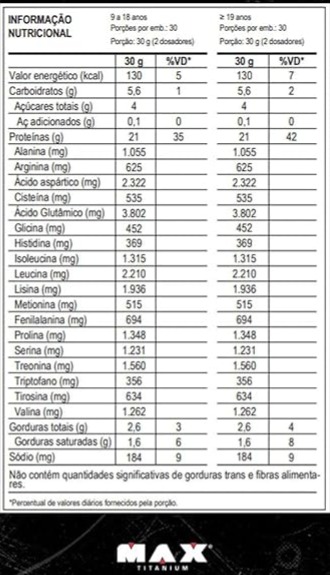 INFORMAÇÃO NUTRICIONAL
9 a 18 anos
Porções por emb.: 30
Porção: 30 g (2 dosadores)
≥ 19 anos
Porções por emb.: 30
Porção: 30 g (2 dosadores)
30 g %VD* 30 g %VD*
Valor energético (kcal) 130 5 130 7
Carboidratos (g) 5,6 1 5,6 2
Açúcares totais (g) 4 4
Aç adicionados (g) 0,1 0 0,1 0
Proteínas (g) 21 35 21 42
Alanina (mg) 1.055 1.055
Arginina (mg) 625 625
Ácido aspártico (mg) 2.322 2.322
Cisteína (mg) 535 535
Ácido Glutâmico (mg) 3.802 3.802
Glicina (mg) 452 452
Histidina (mg) 369 369
Isoleucina (mg) 1.315 1.315
Leucina (mg) 2.210 2.210
Lisina (mg) 1.936 1.936
Metionina (mg) 515 515
Fenilalanina (mg) 694 694
Prolina (mg) 1.348 1.348
Serina (mg) 1.231 1.231
Treonina (mg) 1.560 1.560
Triptofano (mg) 356 356
Tirosina (mg) 634 634
Valina (mg) 1.262 1.262
Gorduras totais (g) 2,6 3 2,6 4
Gorduras saturadas (g) 1,6 6 1,6 8
Sódio (mg) 184 9 184 9
Não contém quantidades significativas de gorduras trans e fibras alimenta-
res.
*Percentual de valores diários fornecidos pela porção.
MAX
TITANIUM